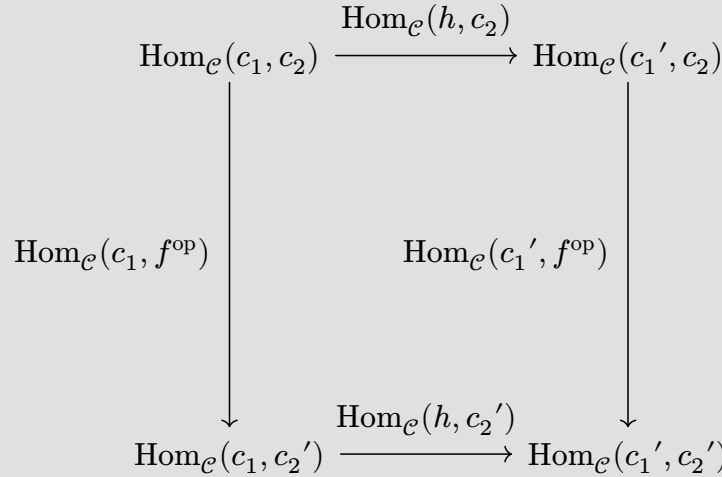 Hom_𝒞(h, c₂)
Hom_𝒞(c₁, c₂) Hom_𝒞(c₁′, c₂)
Hom_𝒞(c₁, f^op) Hom_𝒞(c₁′, f^op)
Hom_𝒞(h, c₂′)
Hom_𝒞(c₁, c₂′) Hom_𝒞(c₁′, c₂′)